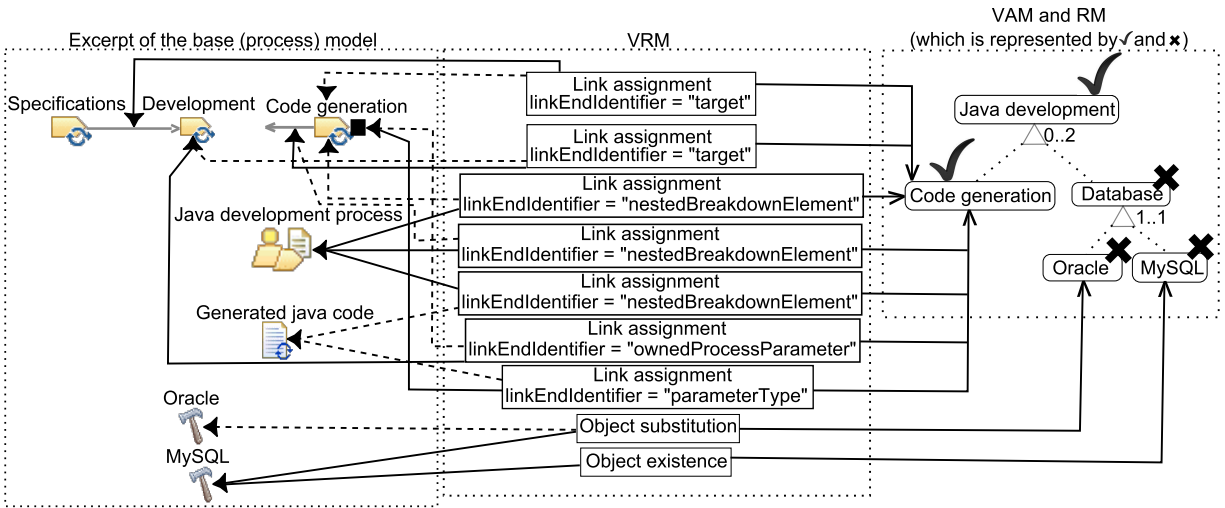 Excerpt of the base (process) model
VRM
VAM and RM
(which is represented by✓and✖)
Specifications
Development
Code generation
Java development process
Generated java code
Oracle
MySQL
Link assignment
linkEndIdentifier = "target"
Link assignment
linkEndIdentifier = "target"
Link assignment
linkEndIdentifier = "nestedBreakdownElement"
Link assignment
linkEndIdentifier = "nestedBreakdownElement"
Link assignment
linkEndIdentifier = "nestedBreakdownElement"
Link assignment
linkEndIdentifier = "ownedProcessParameter"
Link assignment
linkEndIdentifier = "parameterType"
Object substitution
Object existence
Java development
0..2
Code generation
Database
1..1
Oracle
MySQL